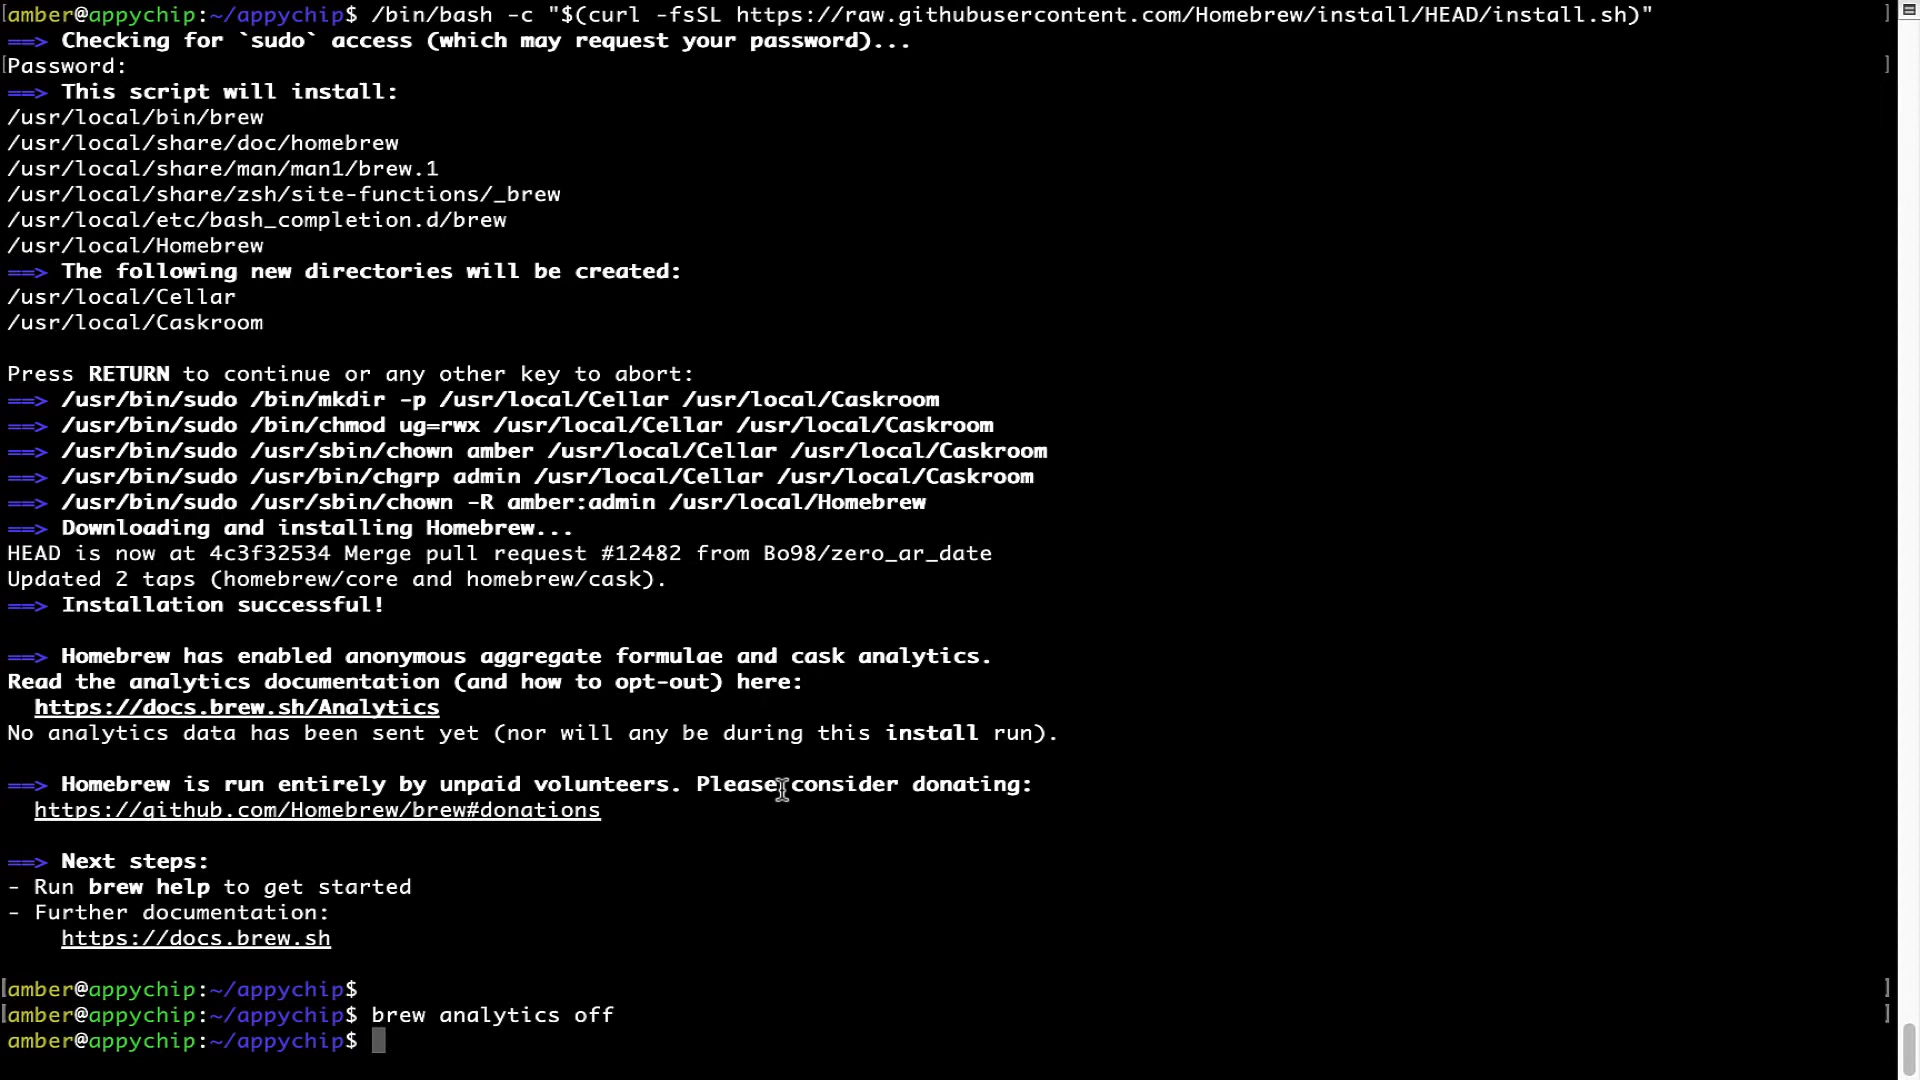 amber@appychip:~/appychip$ /bin/bash -c "$(curl -fsSL https://raw.githubusercontent.com/Homebrew/install/HEAD/install.sh)"
==> Checking for `sudo` access (which may request your password)...
Password:
==> This script will install:
/usr/local/bin/brew
/usr/local/share/doc/homebrew
/usr/local/share/man/man1/brew.1
/usr/local/share/zsh/site-functions/_brew
/usr/local/etc/bash_completion.d/brew
/usr/local/Homebrew
==> The following new directories will be created:
/usr/local/Cellar
/usr/local/Caskroom

Press RETURN to continue or any other key to abort:
==> /usr/bin/sudo /bin/mkdir -p /usr/local/Cellar /usr/local/Caskroom
==> /usr/bin/sudo /bin/chmod ug=rwx /usr/local/Cellar /usr/local/Caskroom
==> /usr/bin/sudo /usr/sbin/chown amber /usr/local/Cellar /usr/local/Caskroom
==> /usr/bin/sudo /usr/bin/chgrp admin /usr/local/Cellar /usr/local/Caskroom
==> /usr/bin/sudo /usr/sbin/chown -R amber:admin /usr/local/Homebrew
==> Downloading and installing Homebrew...
HEAD is now at 4c3f32534 Merge pull request #12482 from Bo98/zero_ar_date
Updated 2 taps (homebrew/core and homebrew/cask).
==> Installation successful!

==> Homebrew has enabled anonymous aggregate formulae and cask analytics.
Read the analytics documentation (and how to opt-out) here:
  https://docs.brew.sh/Analytics
No analytics data has been sent yet (nor will any be during this install run).

==> Homebrew is run entirely by unpaid volunteers. Please consider donating:
  https://github.com/Homebrew/brew#donations

==> Next steps:
- Run brew help to get started
- Further documentation:
    https://docs.brew.sh

amber@appychip:~/appychip$
amber@appychip:~/appychip$ brew analytics off
amber@appychip:~/appychip$